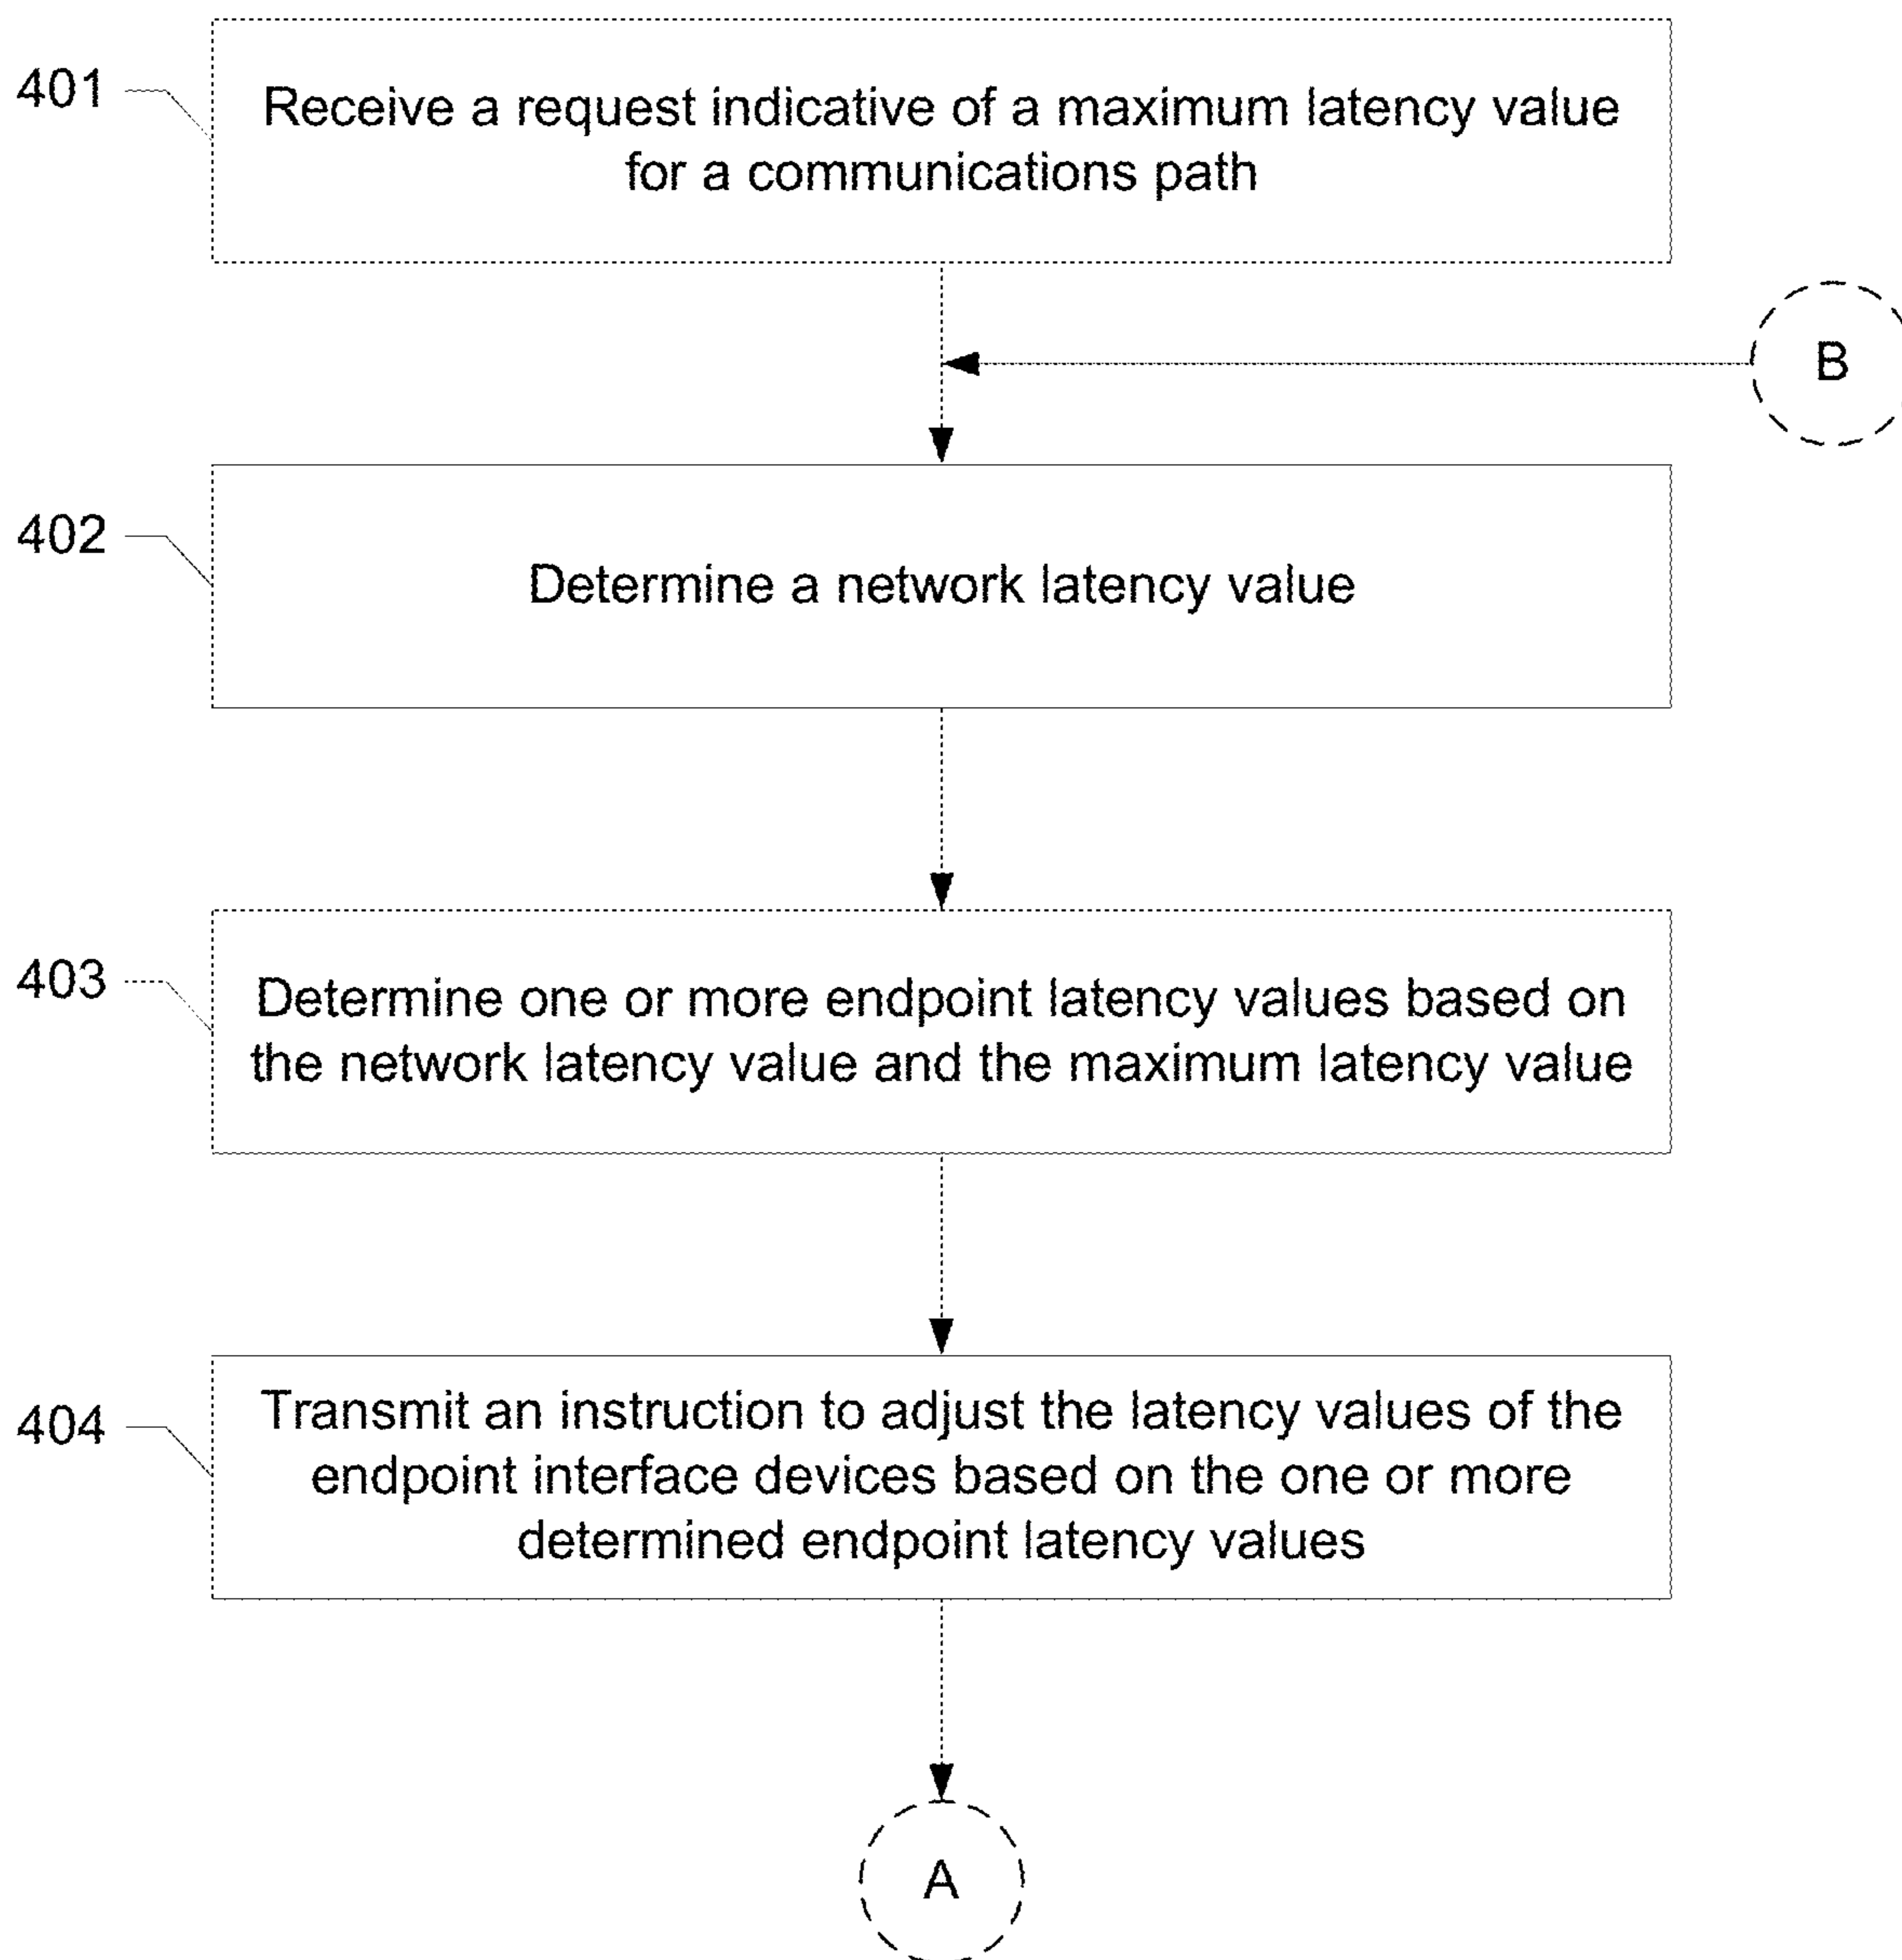 401
Receive a request indicative of a maximum latency value
for a communications path
B
402
Determine a network latency value
403
Determine one or more endpoint latency values based on
the network latency value and the maximum latency value
404
Transmit an instruction to adjust the latency values of the
endpoint interface devices based on the one or more
determined endpoint latency values
A